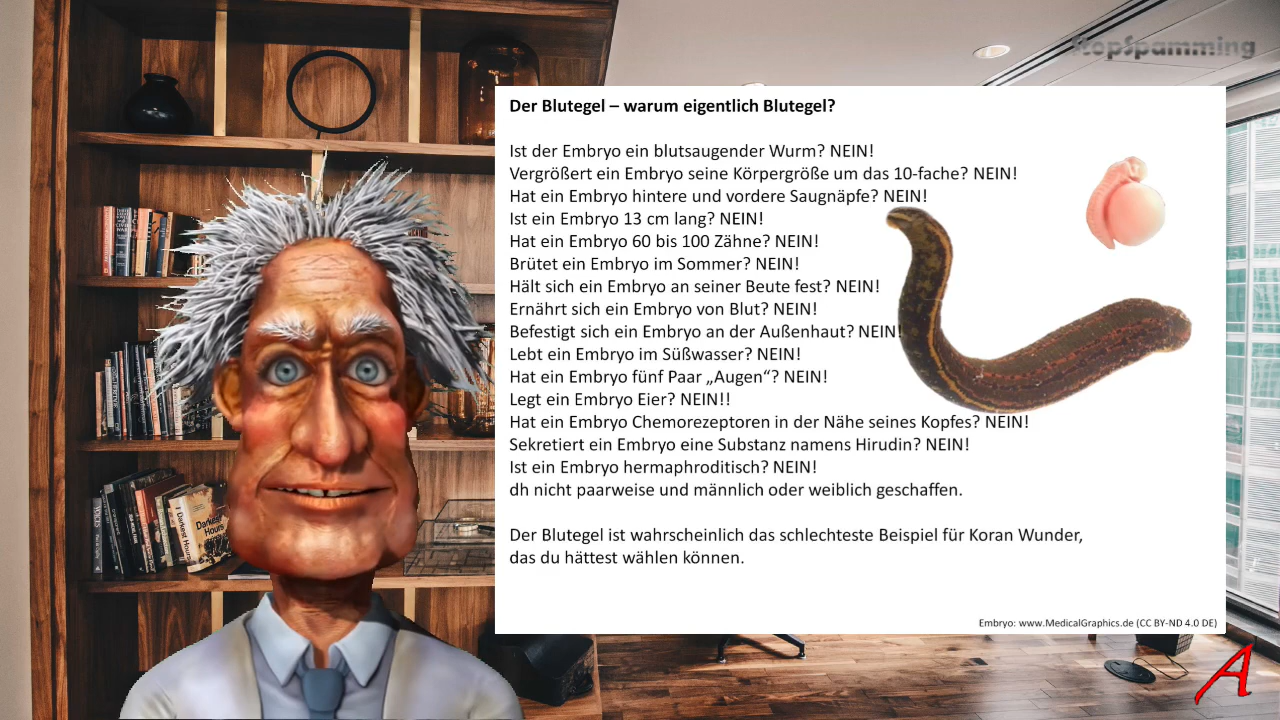 StopSpamming
Der Blutegel – warum eigentlich Blutegel?
Ist der Embryo ein blutsaugender Wurm? NEIN!
Vergrößert ein Embryo seine Körpergröße um das 10-fache? NEIN!
Hat ein Embryo hintere und vordere Saugnäpfe? NEIN!
Ist ein Embryo 13 cm lang? NEIN!
Hat ein Embryo 60 bis 100 Zähne? NEIN!
Brütet ein Embryo im Sommer? NEIN!
Hält sich ein Embryo an seiner Beute fest? NEIN!
Ernährt sich ein Embryo von Blut? NEIN!
Befestigt sich ein Embryo an der Außenhaut? NEIN!
Lebt ein Embryo im Süßwasser? NEIN!
Hat ein Embryo fünf Paar „Augen“? NEIN!
Legt ein Embryo Eier? NEIN!!
Hat ein Embryo Chemorezeptoren in der Nähe seines Kopfes? NEIN!
Sekretiert ein Embryo eine Substanz namens Hirudin? NEIN!
Ist ein Embryo hermaphroditisch? NEIN!
dh nicht paarweise und männlich oder weiblich geschaffen.
Der Blutegel ist wahrscheinlich das schlechteste Beispiel für Koran Wunder,
das du hättest wählen können.
Embryo: www.MedicalGraphics.de (CC BY-ND 4.0 DE)
Darkest
Hours
A